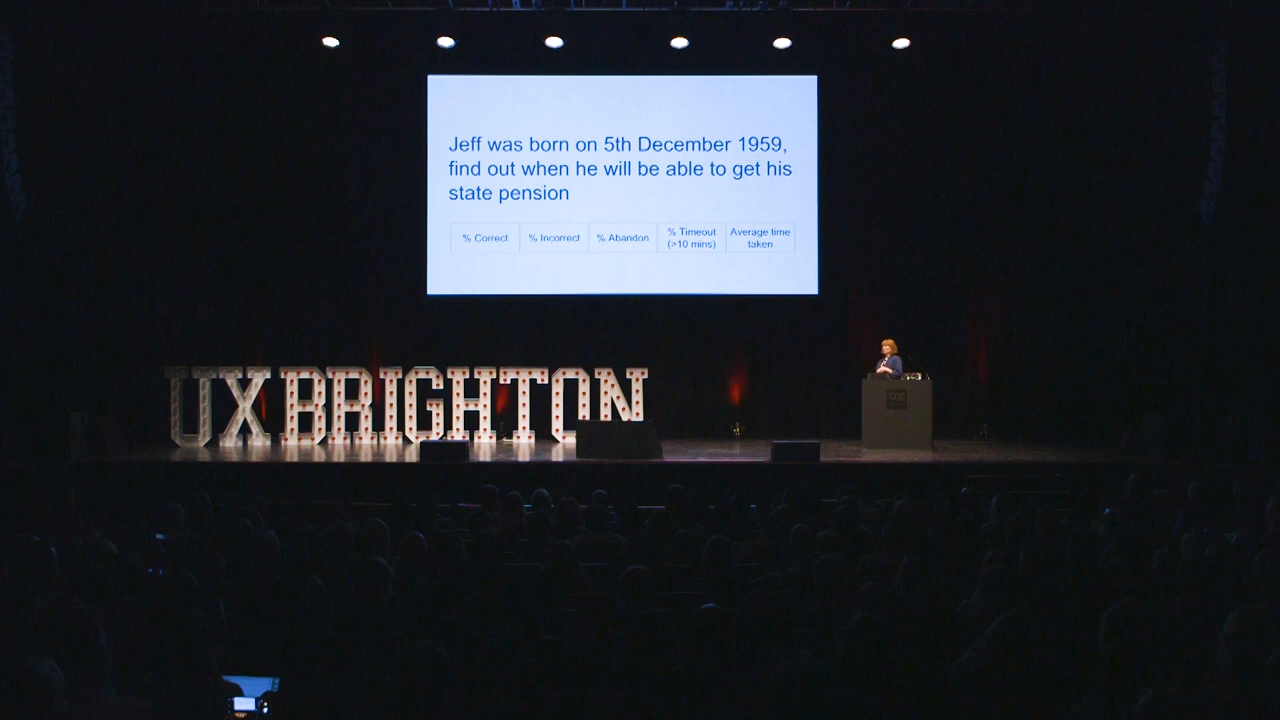 Jeff was born on 5th December 1959,
find out when he will be able to get his
state pension
% Correct
% Incorrect
% Abandon
% Timeout
(>10 mins)
Average time
taken
UX BRIGHTON
UX